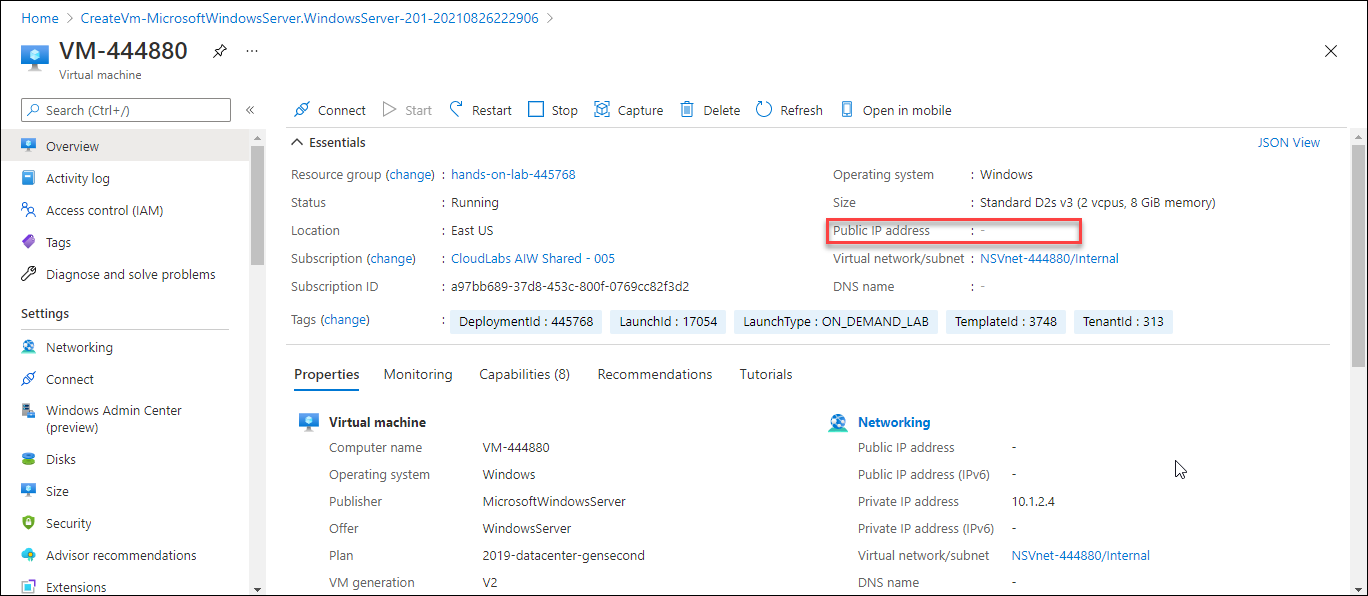 Home > CreateVm-MicrosoftWindowsServer.WindowsServer-201-20210826222906 >
VM-444880 ...
Virtual machine
Search (Ctrl+/) «
Connect Start Restart Stop Capture Delete Refresh Open in mobile
Overview
Activity log
Access control (IAM)
Tags
Diagnose and solve problems
Settings
Networking
Connect
Windows Admin Center
(preview)
Disks
Size
Security
Advisor recommendations
Extensions
Essentials JSON View
Resource group (change) : hands-on-lab-445768
Status : Running
Location : East US
Subscription (change) : CloudLabs AIW Shared - 005
Subscription ID : a97bb689-37d8-453c-800f-0769cc82f3d2
Operating system : Windows
Size : Standard D2s v3 (2 vcpus, 8 GiB memory)
Public IP address : -
Virtual network/subnet : NSVnet-444880/Internal
DNS name : -
Tags (change) : DeploymentId : 445768 LaunchId : 17054 LaunchType : ON_DEMAND_LAB TemplateId : 3748 TenantId : 313
Properties Monitoring Capabilities (8) Recommendations Tutorials
Virtual machine
Computer name VM-444880
Operating system Windows
Publisher MicrosoftWindowsServer
Offer WindowsServer
Plan 2019-datacenter-gensecond
VM generation V2
Networking
Public IP address -
Public IP address (IPv6) -
Private IP address 10.1.2.4
Private IP address (IPv6) -
Virtual network/subnet NSVnet-444880/Internal
DNS name -